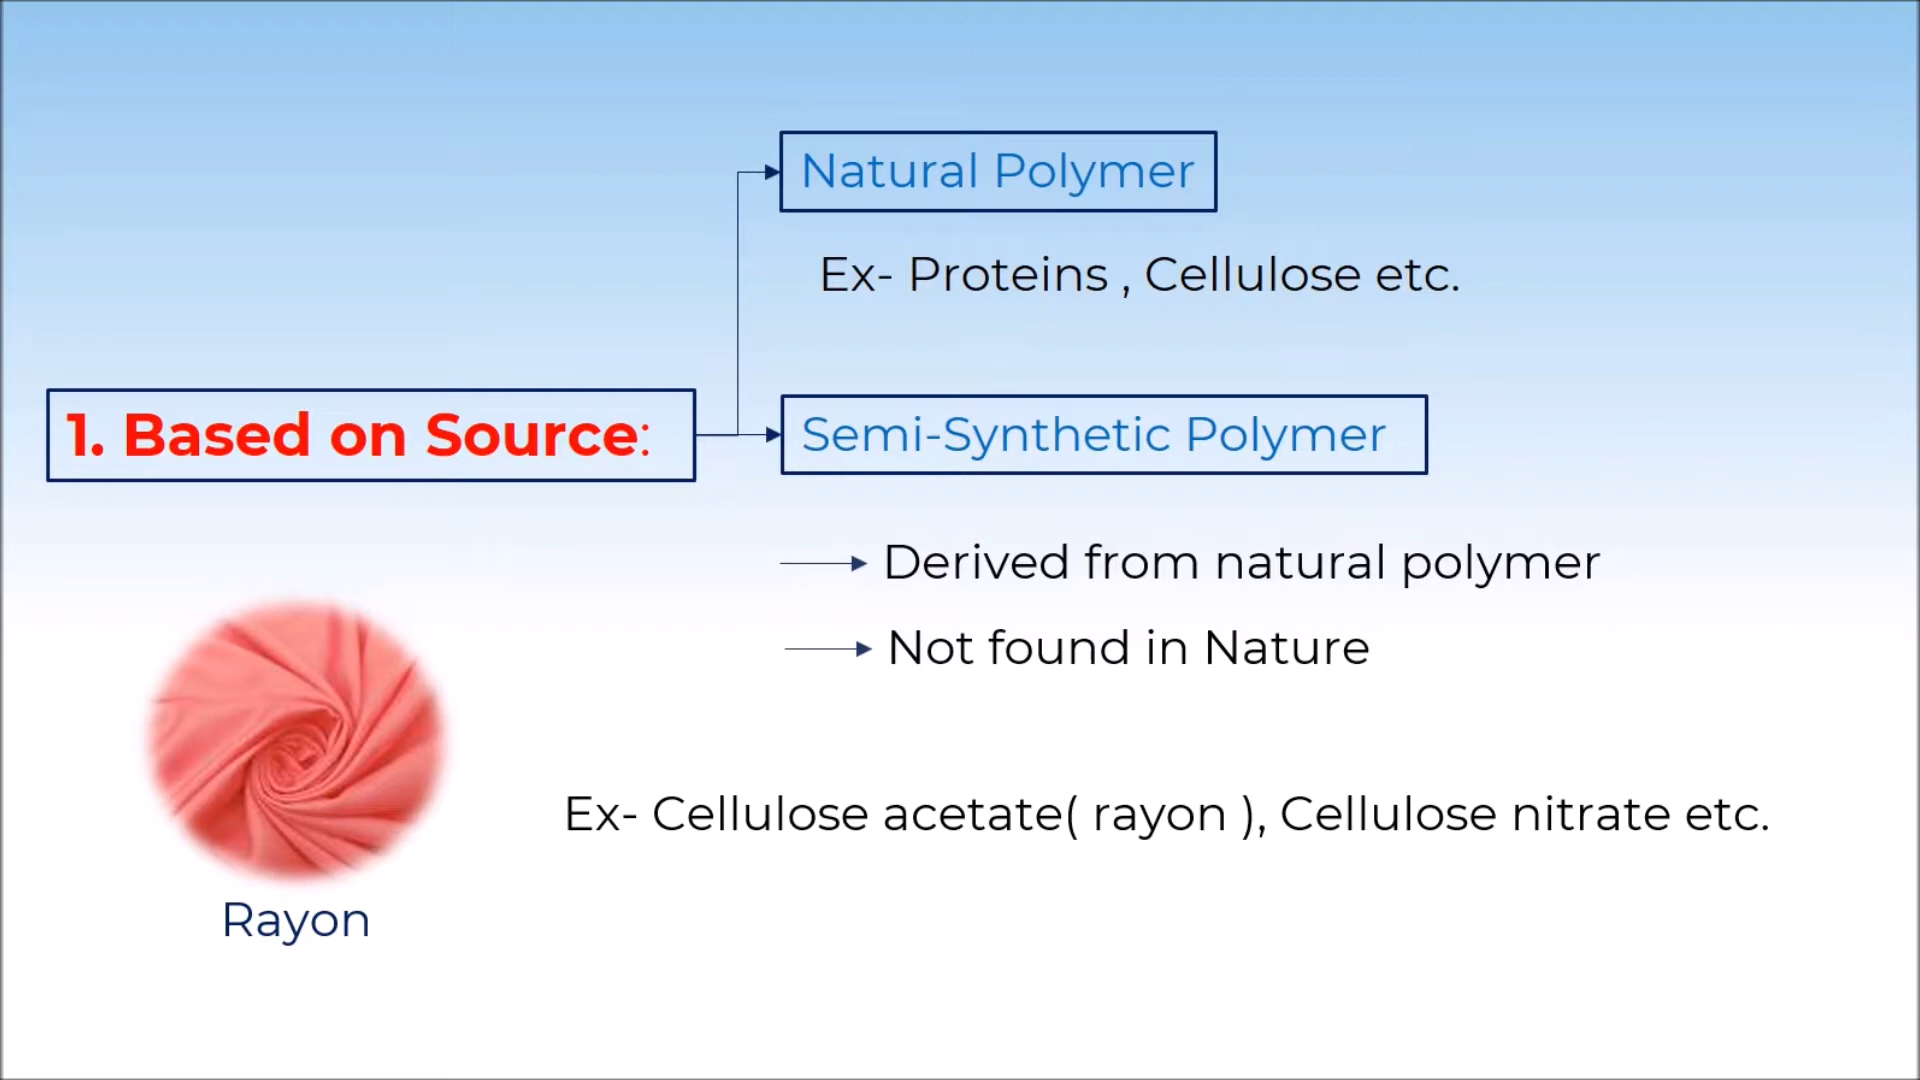 Natural Polymer
Ex- Proteins , Cellulose etc.
1. Based on Source:
Semi-Synthetic Polymer
Derived from natural polymer
Not found in Nature
Ex- Cellulose acetate( rayon ), Cellulose nitrate etc.
Rayon